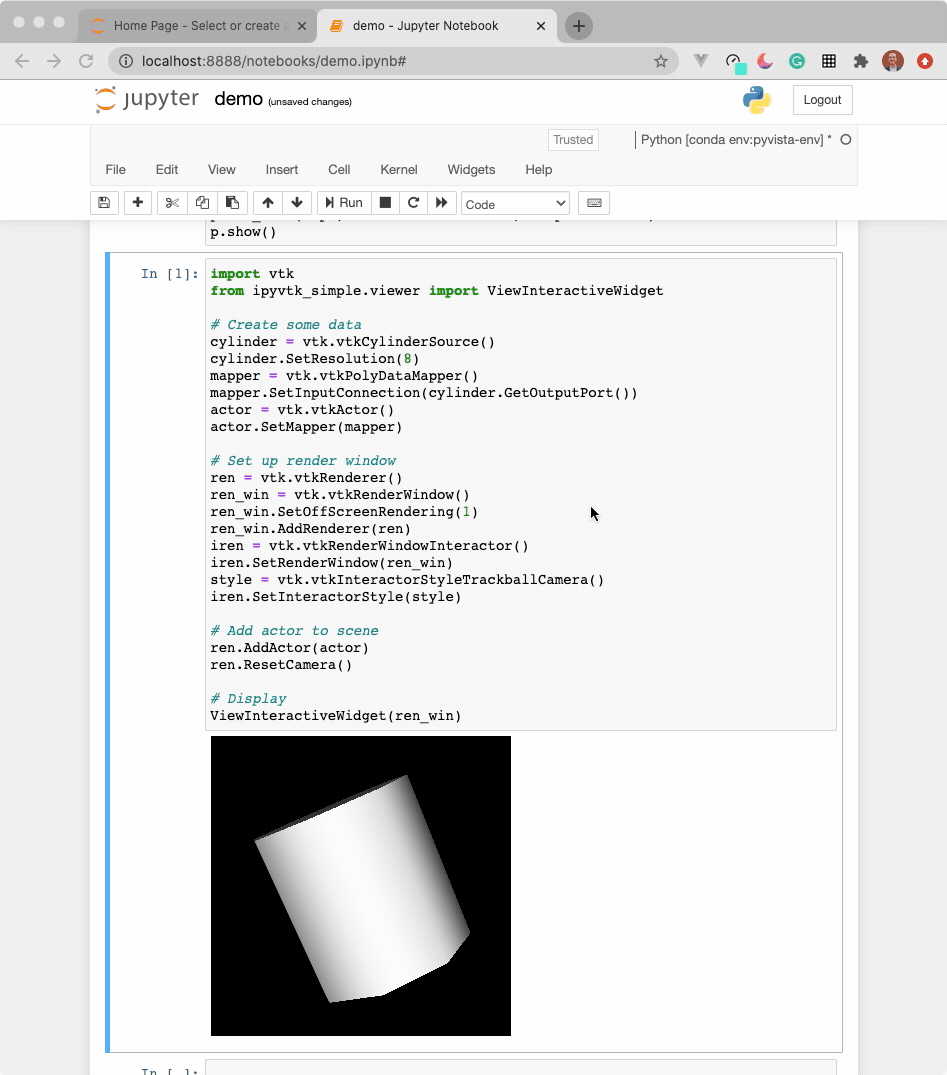 Home Page - Select or create a
demo - Jupyter Notebook
localhost:8888/notebooks/demo.ipynb#
jupyter demo (unsaved changes)
Logout
Trusted
Python [conda env:pyvista-env] *
File Edit View Insert Cell Kernel Widgets Help
Run Code
p.show()
In [1]:
import vtk
from ipyvtk_simple.viewer import ViewInteractiveWidget
# Create some data
cylinder = vtk.vtkCylinderSource()
cylinder.SetResolution(8)
mapper = vtk.vtkPolyDataMapper()
mapper.SetInputConnection(cylinder.GetOutputPort())
actor = vtk.vtkActor()
actor.SetMapper(mapper)
# Set up render window
ren = vtk.vtkRenderer()
ren_win = vtk.vtkRenderWindow()
ren_win.SetOffScreenRendering(1)
ren_win.AddRenderer(ren)
iren = vtk.vtkRenderWindowInteractor()
iren.SetRenderWindow(ren_win)
style = vtk.vtkInteractorStyleTrackballCamera()
iren.SetInteractorStyle(style)
# Add actor to scene
ren.AddActor(actor)
ren.ResetCamera()
# Display
ViewInteractiveWidget(ren_win)
In [ ]: